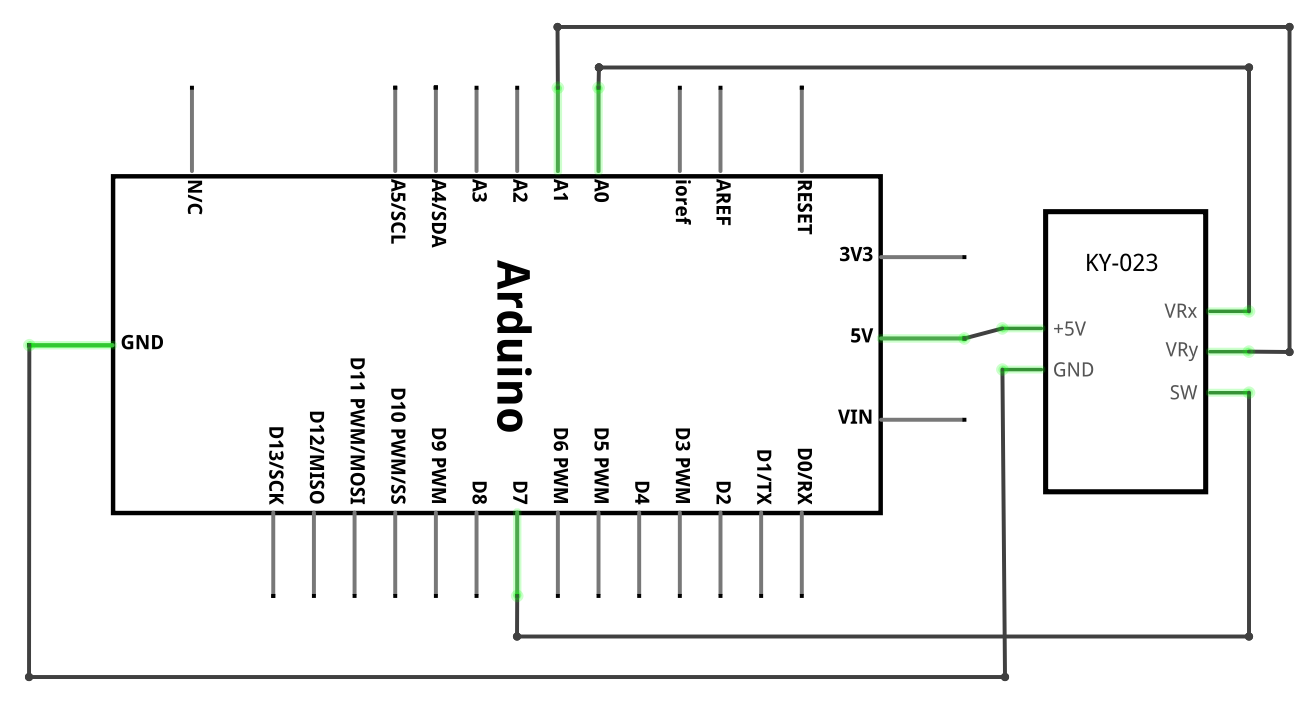 N/C
A5/SCL
A4/SDA
A3
A2
A1
A0
ioref
AREF
RESET
3V3
5V
VIN
GND
Arduino
D13/SCK
D12/MISO
D11 PWM/MOSI
D10 PWM/SS
D9 PWM
D8
D7
D6 PWM
D5 PWM
D4
D3 PWM
D2
D1/TX
D0/RX
KY-023
+5V
GND
VRx
VRy
SW